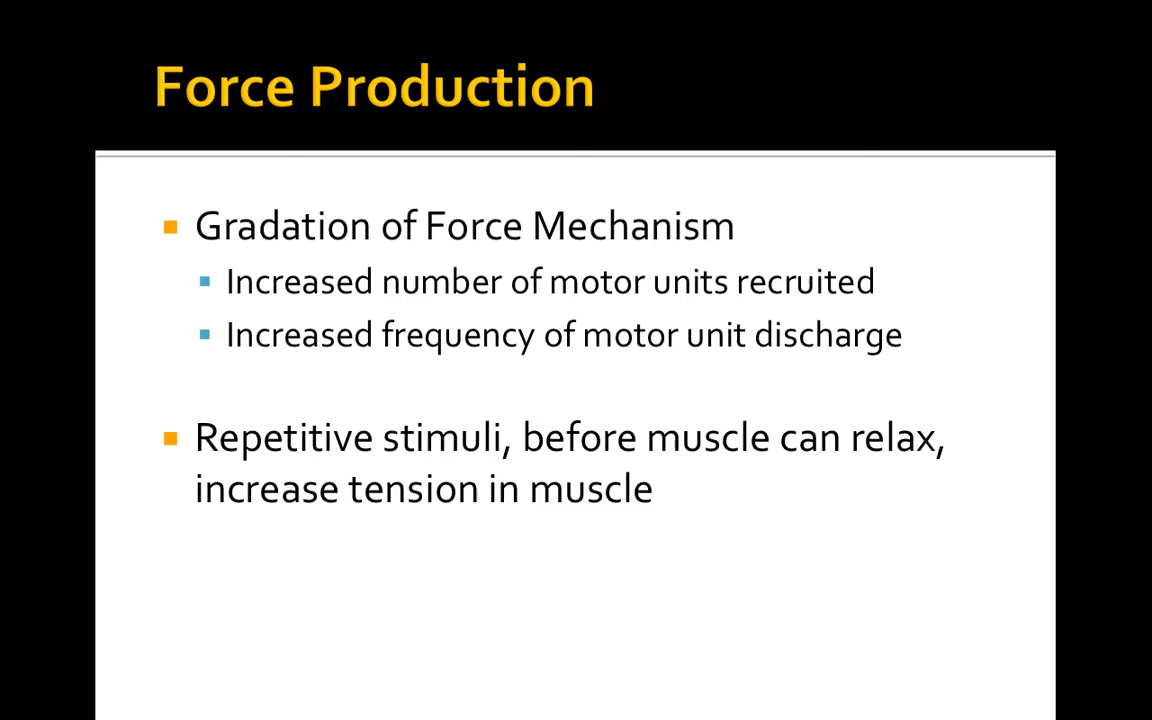 Force Production
Gradation of Force Mechanism
Increased number of motor units recruited
Increased frequency of motor unit discharge
Repetitive stimuli, before muscle can relax,
increase tension in muscle